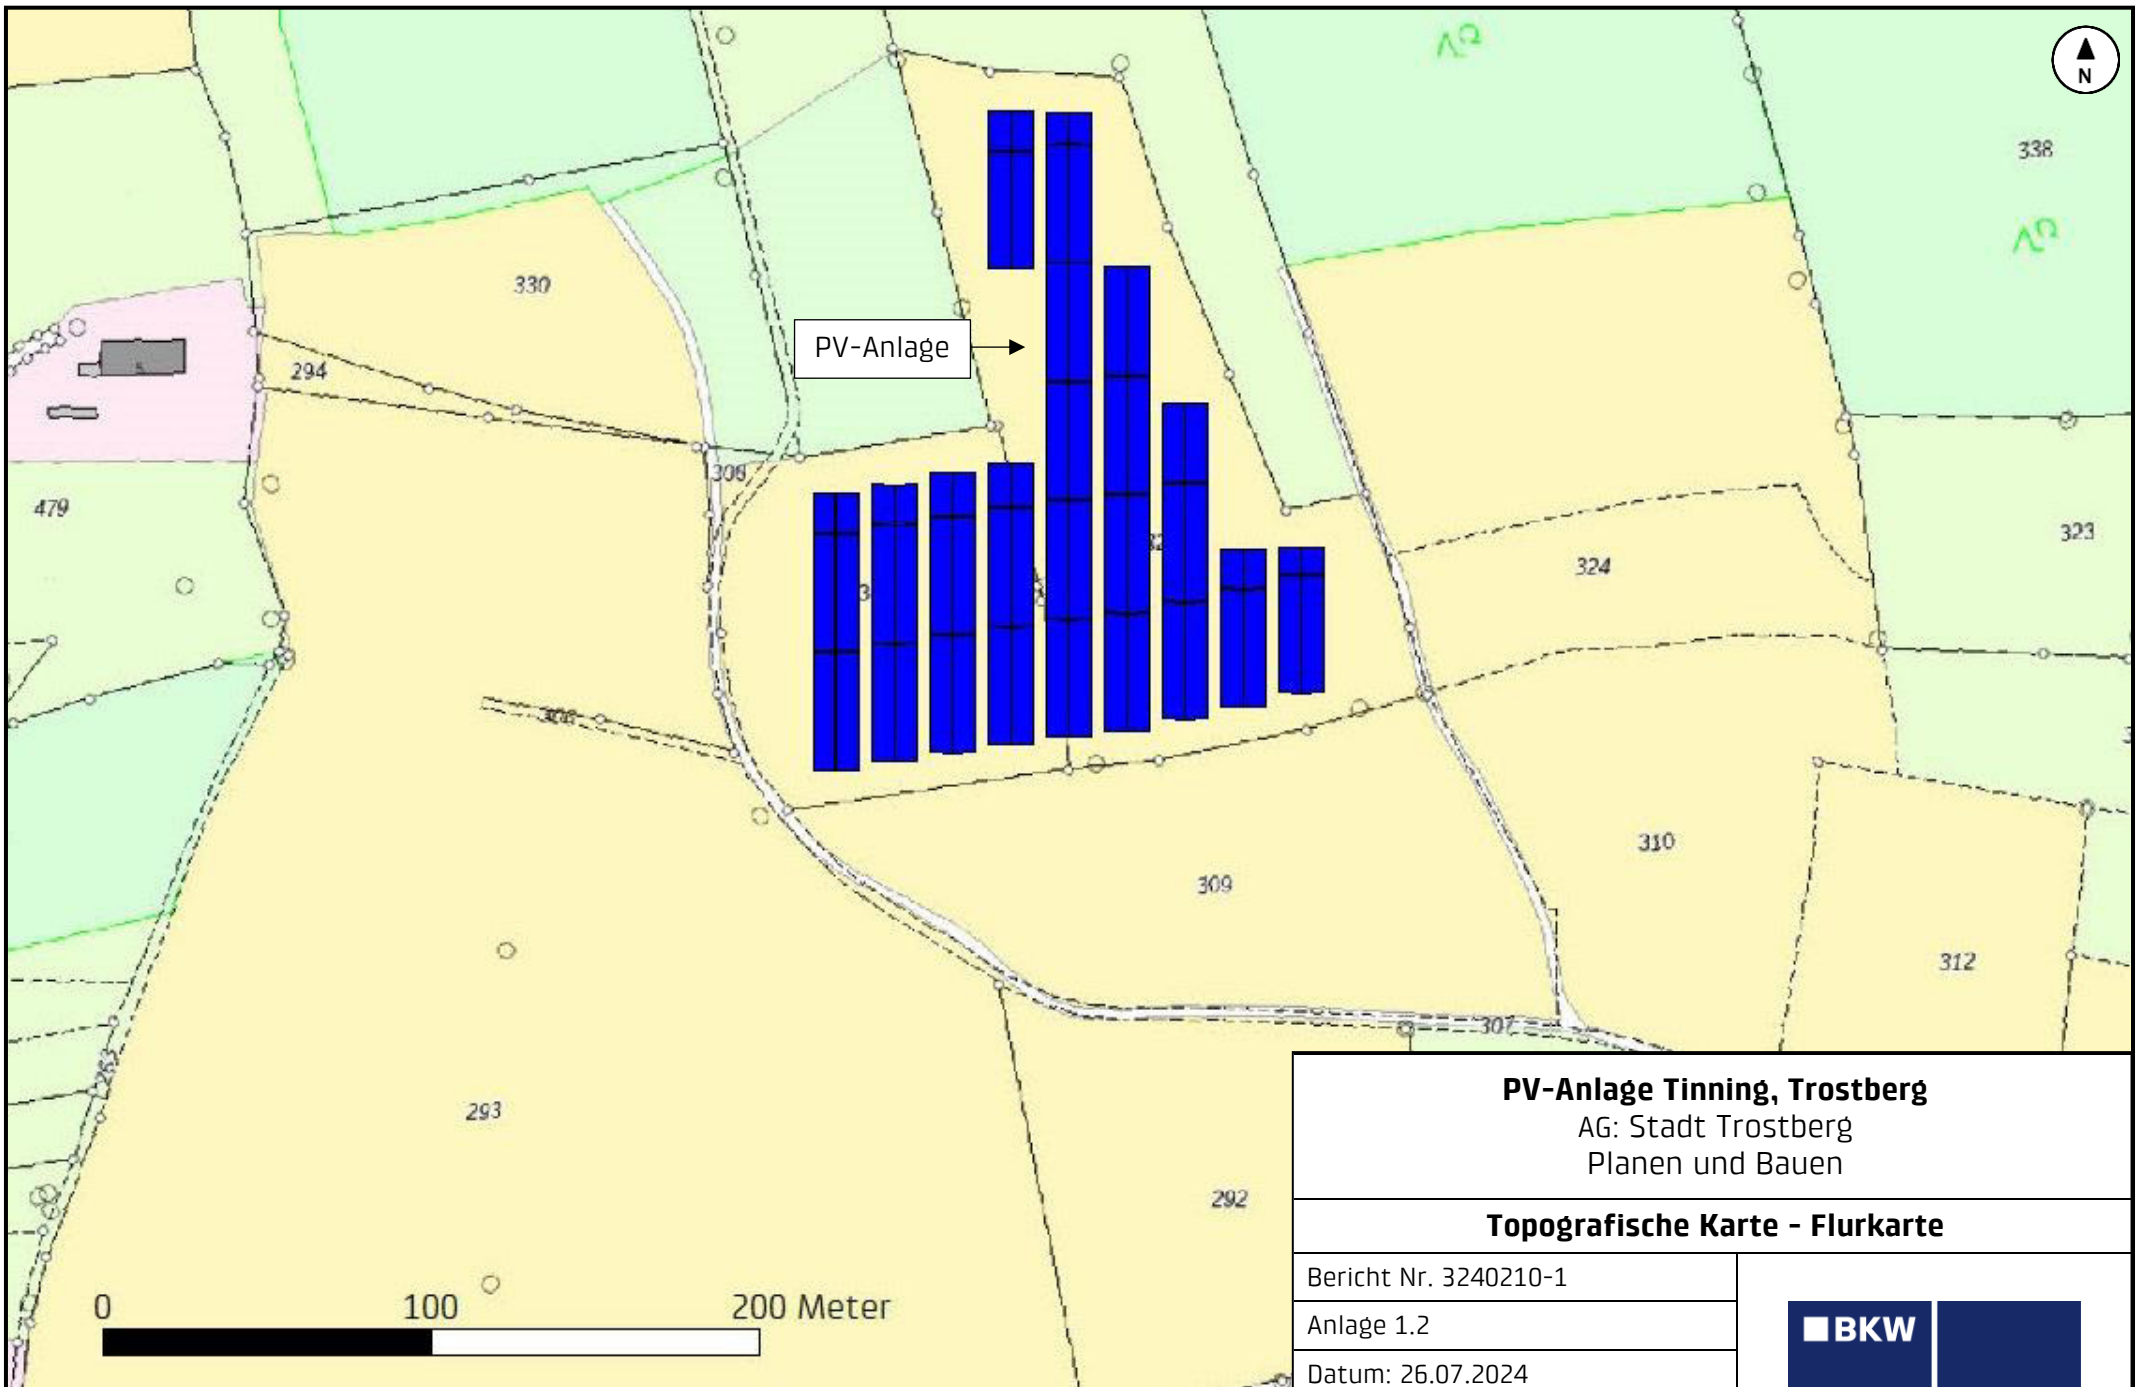 N
338
330
PV-Anlage
294
308
479
323
324
310
309
312
307
293
292
PV-Anlage Tinning, Trostberg
AG: Stadt Trostberg
Planen und Bauen
Topografische Karte - Flurkarte
Bericht Nr. 3240210-1
Anlage 1.2
Datum: 26.07.2024
BKW
0 100 200 Meter